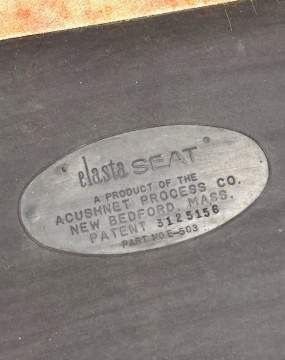 elasta SEAT
A PRODUCT OF THE
ACUSHNET PROCESS CO.
NEW BEDFORD, MASS.
PATENT 3125156
PART NO. E-503